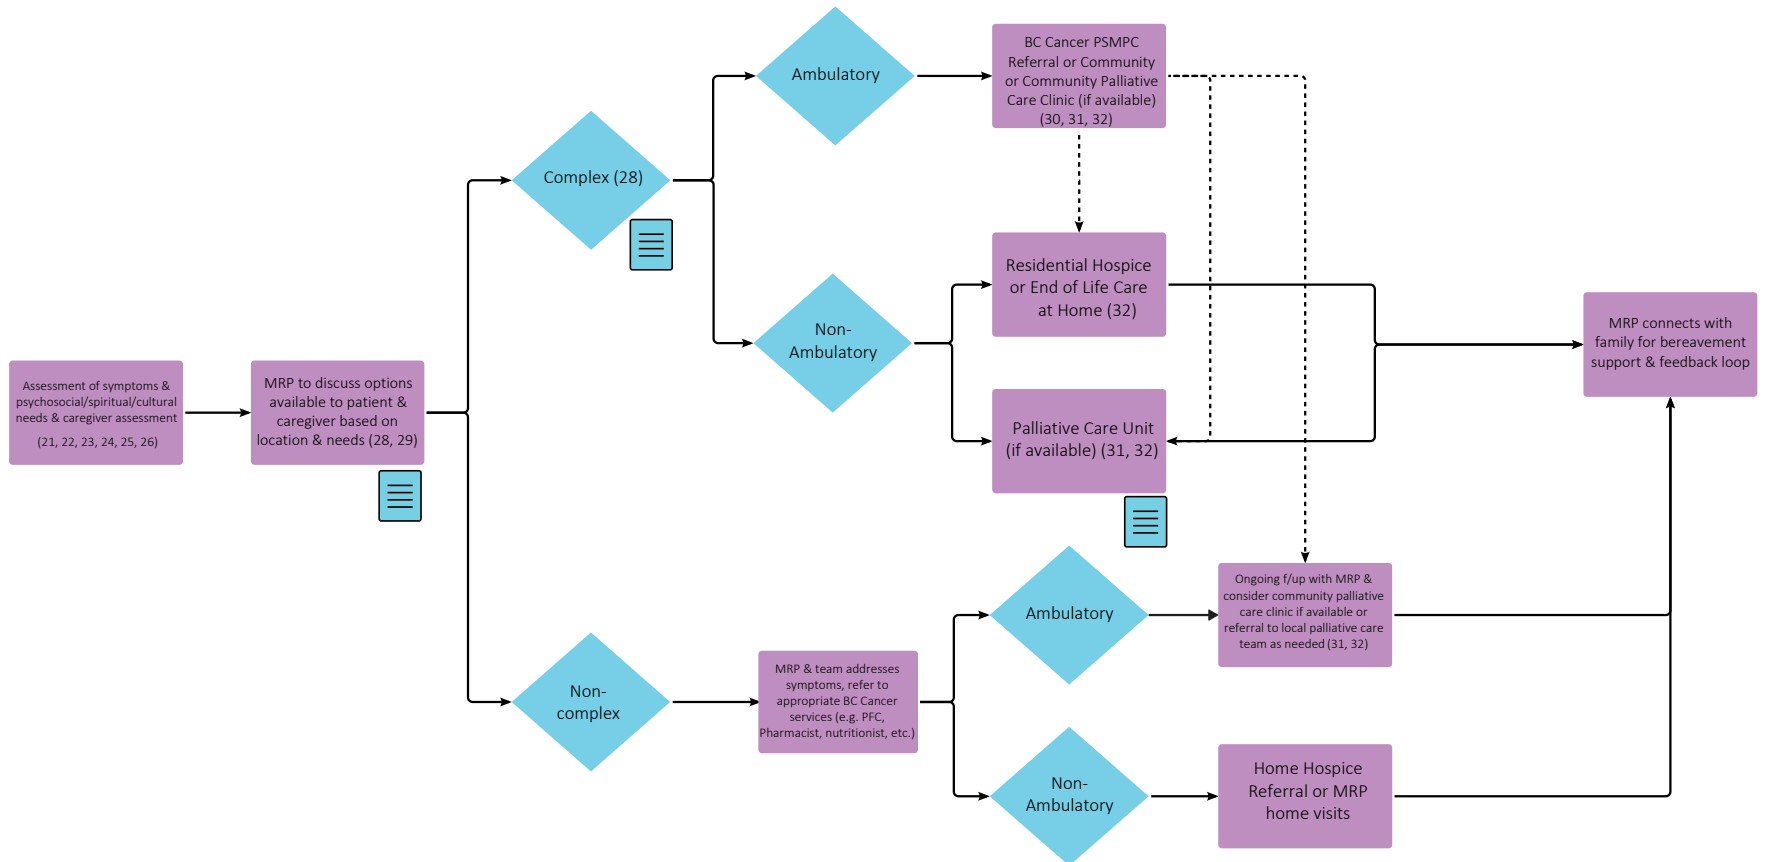 Assessment of symptoms &
psychosocial/spiritual/cultural
needs & caregiver assessment
(21, 22, 23, 24, 25, 26)
MRP to discuss options
available to patient &
caregiver based on
location & needs (28, 29)
Complex (28)
Non-
complex
Ambulatory
Non-
Ambulatory
BC Cancer PSMPC
Referral or Community
or Community Palliative
Care Clinic (if available)
(30, 31, 32)
Residential Hospice
or End of Life Care
at Home (32)
Palliative Care Unit
(if available) (31, 32)
MRP & team addresses
symptoms, refer to
appropriate BC Cancer
services (e.g. PFC,
Pharmacist, nutritionist, etc.)
Ambulatory
Non-
Ambulatory
Ongoing f/up with MRP &
consider community palliative
care clinic if available or
referral to local palliative care
team as needed (31, 32)
Home Hospice
Referral or MRP
home visits
MRP connects with
family for bereavement
support & feedback loop